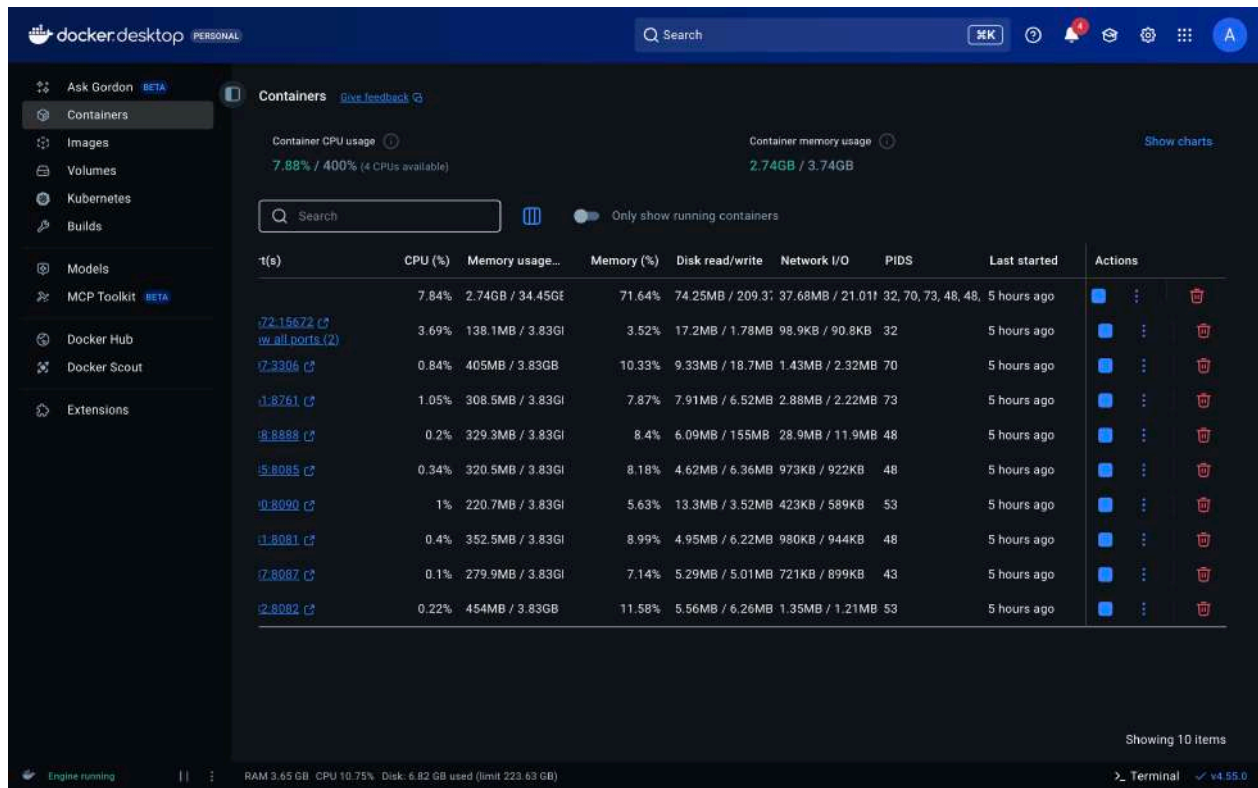 docker.desktop PERSONAL
Search
⌘K
4
A
Ask Gordon BETA
Containers
Images
Volumes
Kubernetes
Builds
Models
MCP Toolkit BETA
Docker Hub
Docker Scout
Extensions
Containers Give feedback
Container CPU usage
7.88% / 400% (4 CPUs available)
Container memory usage
2.74GB / 3.74GB
Show charts
Search
Only show running containers
t(s) CPU (%) Memory usage... Memory (%) Disk read/write Network I/O PIDS Last started Actions
7.84% 2.74GB / 34.45GE 71.64% 74.25MB / 209.3 37.68MB / 21.01 32, 70, 73, 48, 48, 5 hours ago
72:15672 3.69% 138.1MB / 3.83GI 3.52% 17.2MB / 1.78MB 98.9KB / 90.8KB 32 5 hours ago
w all ports (2)
7:3306 0.84% 405MB / 3.83GB 10.33% 9.33MB / 18.7MB 1.43MB / 2.32MB 70 5 hours ago
1:8761 1.05% 308.5MB / 3.83GI 7.87% 7.91MB / 6.52MB 2.88MB / 2.22MB 73 5 hours ago
8:8888 0.2% 329.3MB / 3.83GI 8.4% 6.09MB / 155MB 28.9MB / 11.9MB 48 5 hours ago
5:8085 0.34% 320.5MB / 3.83GI 8.18% 4.62MB / 6.36MB 973KB / 922KB 48 5 hours ago
0:8090 1% 220.7MB / 3.83GI 5.63% 13.3MB / 3.52MB 423KB / 589KB 53 5 hours ago
1:8081 0.4% 352.5MB / 3.83GI 8.99% 4.95MB / 6.22MB 980KB / 944KB 48 5 hours ago
7:8087 0.1% 279.9MB / 3.83GI 7.14% 5.29MB / 5.01MB 721KB / 899KB 43 5 hours ago
2:8082 0.22% 454MB / 3.83GB 11.58% 5.56MB / 6.26MB 1.35MB / 1.21MB 53 5 hours ago
Showing 10 items
Engine running
RAM 3.65 GB CPU 10.75% Disk: 6.82 GB used (limit 223.63 GB)
>_ Terminal
v4.55.0